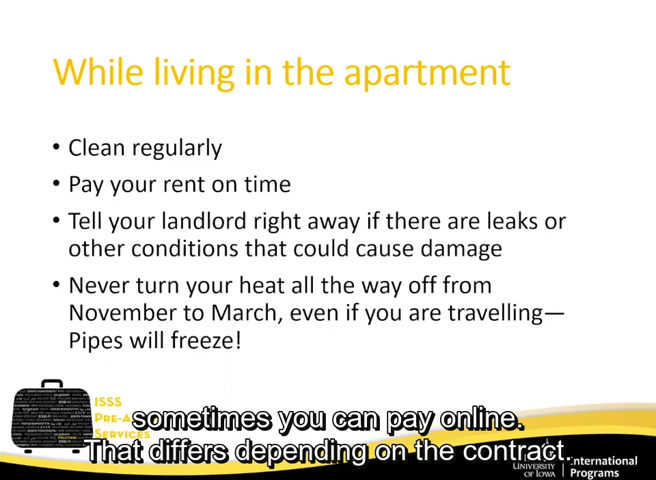 While living in the apartment
• Clean regularly
• Pay your rent on time
• Tell your landlord right away if there are leaks or
other conditions that could cause damage
• Never turn your heat all the way off from
November to March, even if you are travelling—
Pipes will freeze!
ISSS
PRE-A
SERVICES
sometimes you can pay online.
That differs depending on the contract.
UNIVERSITY
OF IOWA
International
Programs